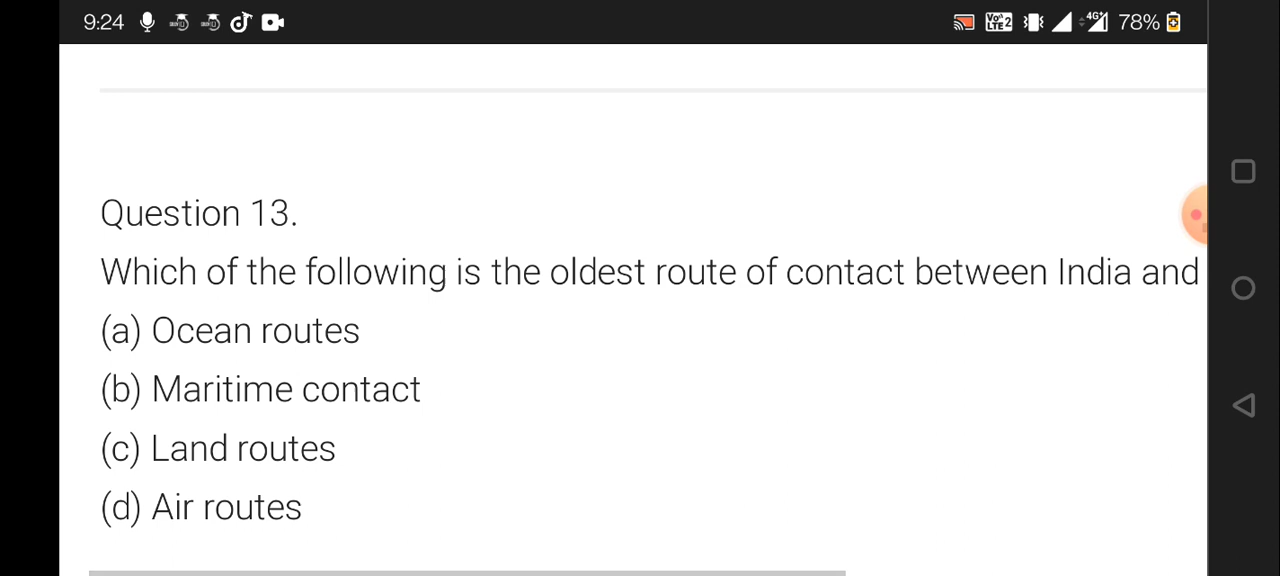 9:24 78%
Question 13.
Which of the following is the oldest route of contact between India and
(a) Ocean routes
(b) Maritime contact
(c) Land routes
(d) Air routes